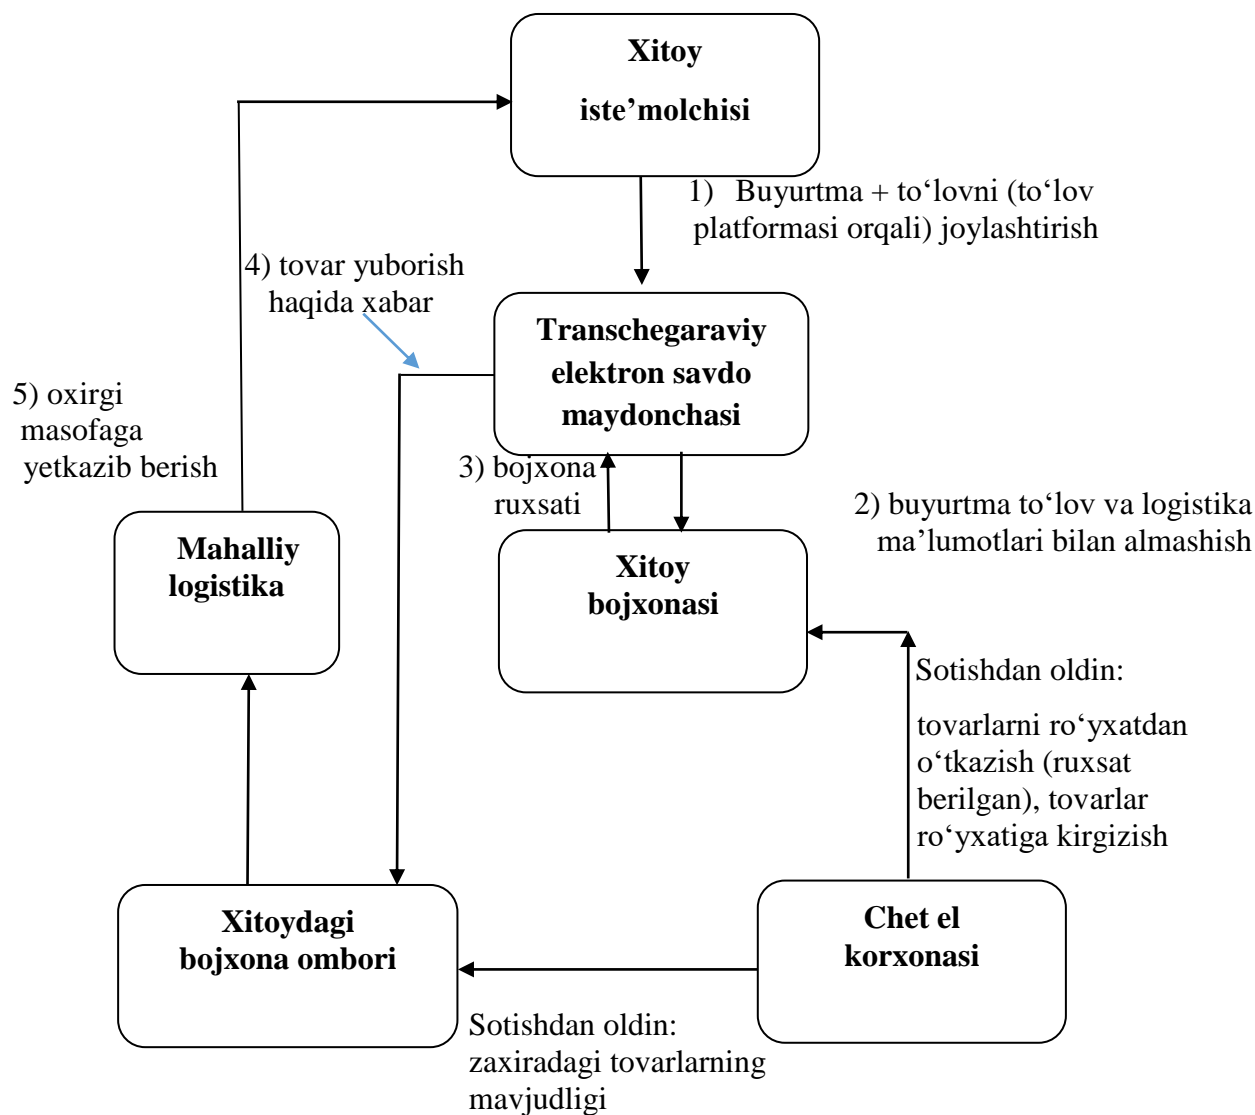 Xitoy
iste’molchisi
1) Buyurtma + to‘lovni (to‘lov
platformasi orqali) joylashtirish
4) tovar yuborish
haqida xabar
Transchegaraviy
elektron savdo
maydonchasi
5) oxirgi
masofaga
yetkazib berish
3) bojxona
ruxsati
2) buyurtma to‘lov va logistika
ma’lumotlari bilan almashish
Mahalliy
logistika
Xitoy
bojxonasi
Sotishdan oldin:
tovarlarni ro‘yxatdan
o‘tkazish (ruxsat
berilgan), tovarlar
ro‘yxatiga kirgizish
Xitoydagi
bojxona ombori
Chet el
korxonasi
Sotishdan oldin:
zaxiradagi tovarlarning
mavjudligi